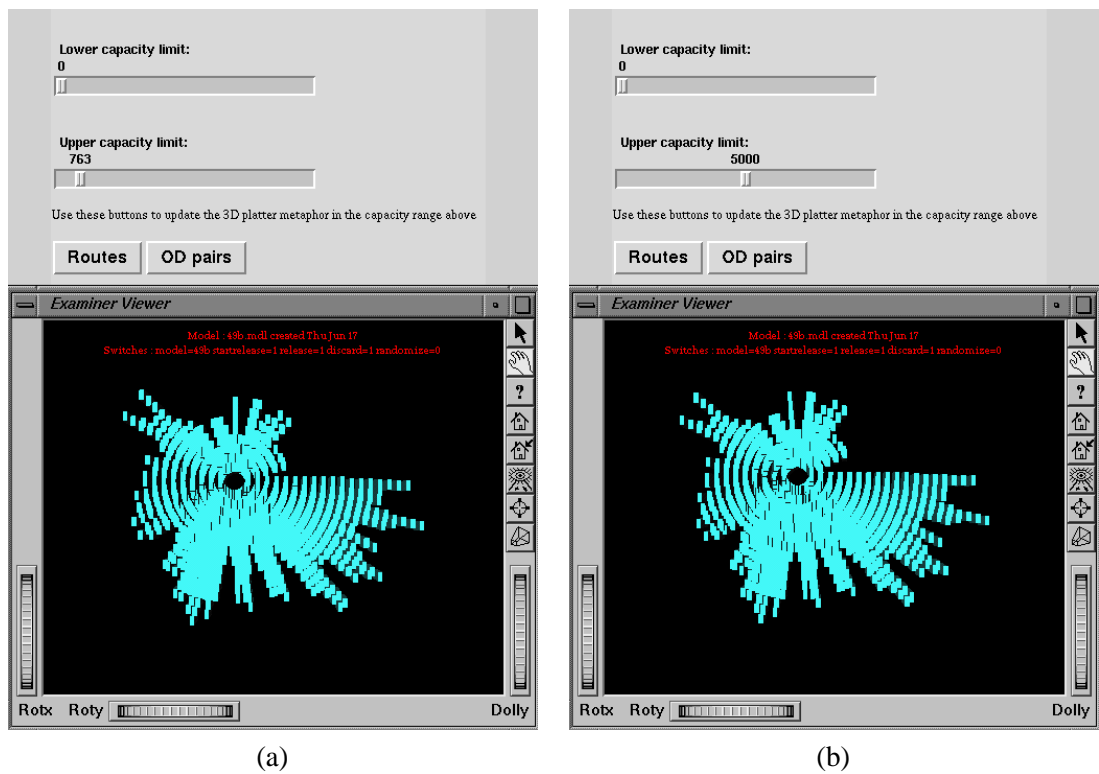 Lower capacity limit:
0
Upper capacity limit:
763
Use these buttons to update the 3D platter metaphor in the capacity range above
Routes
OD pairs
Examiner Viewer
Model : 49b.mdl created Thu Jun 17
Switches : model=49b startrelease=1 release=1 discard=1 randomize=0
?
Rotx
Roty
Dolly
(a)
Lower capacity limit:
0
Upper capacity limit:
5000
Use these buttons to update the 3D platter metaphor in the capacity range above
Routes
OD pairs
Examiner Viewer
Model : 49b.mdl created Thu Jun 17
Switches : model=49b startrelease=1 release=1 discard=1 randomize=0
?
Rotx
Roty
Dolly
(b)